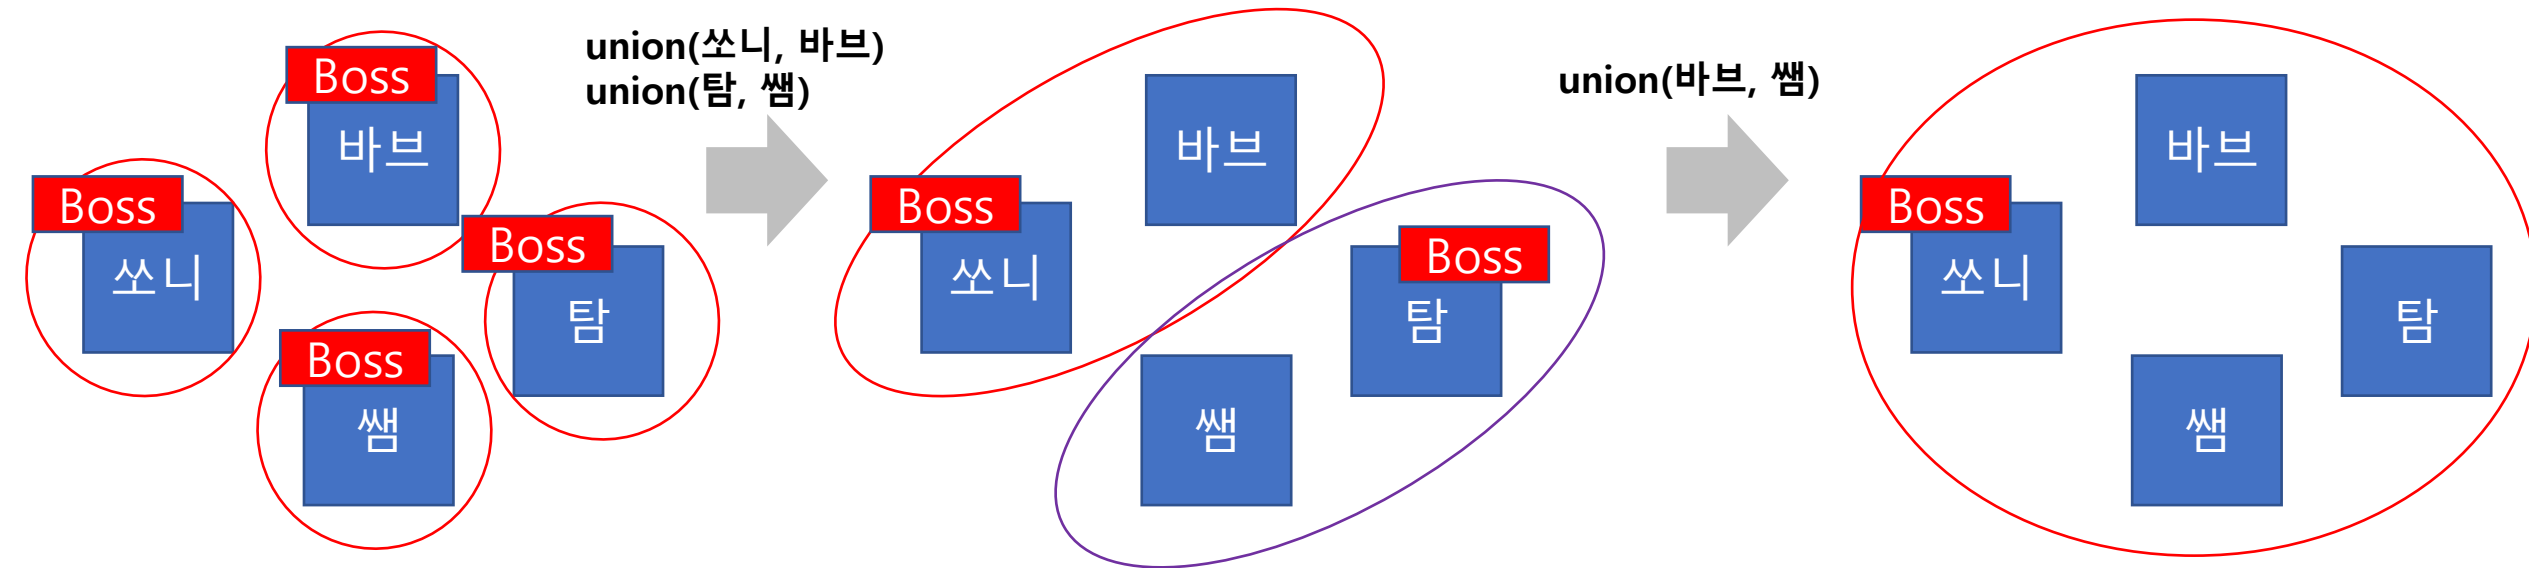 Boss
바브
Boss
쏘니
Boss
탐
Boss
쌤
union(쏘니, 바브)
union(탐, 쌤)
바브
Boss
쏘니
Boss
탐
쌤
union(바브, 쌤)
바브
Boss
쏘니
탐
쌤